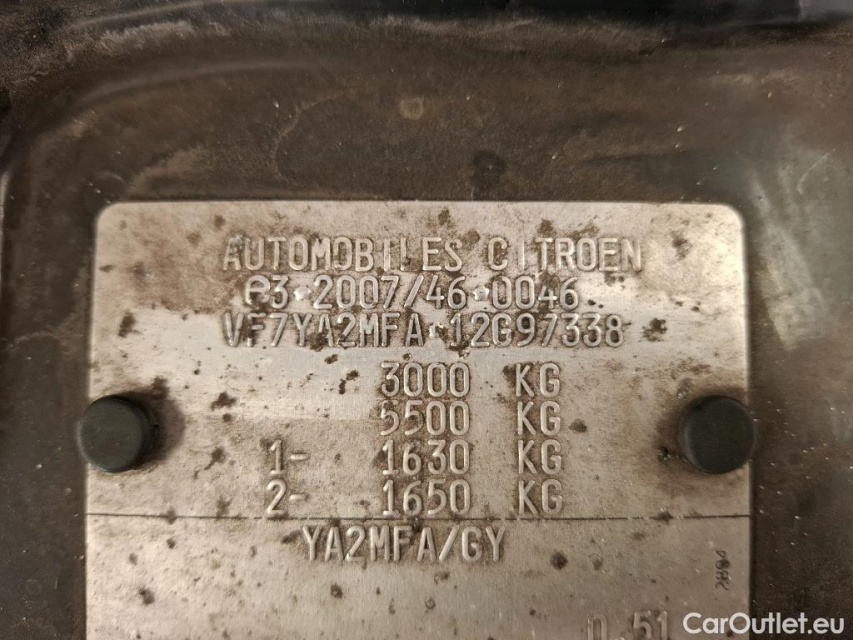 AUTOMOBILES CITROEN
e3*2007/46*0046
VF7YA2MFA 12G97338
3000 KG
5500 KG
1- 1630 KG
2- 1650 KG
YA2MFA/GY
0.51
CarOutlet.eu